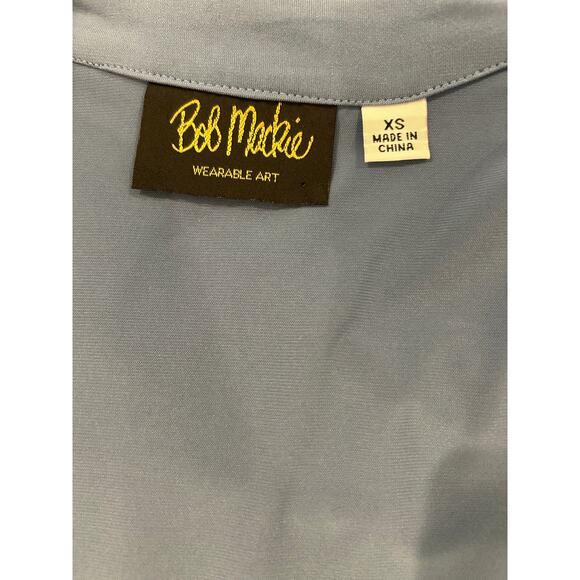 Bob Mackie
WEARABLE ART
XS
MADE IN
CHINA